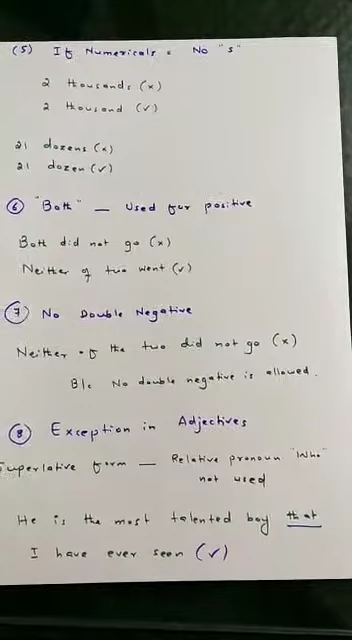 (5) If Numericals = No "s"
2 thousands (x)
2 thousand (✓)
21 dozens (x)
21 dozen (✓)
⑥ "Both" — Used for positive
Both did not go (x)
Neither of two went (✓)
⑦ No Double Negative
Neither of the two did not go (x)
B/c No double negative is allowed.
⑧ Exception in Adjectives
Superlative form — Relative pronoun "Who"
not used
He is the most talented boy that
I have ever seen (✓)